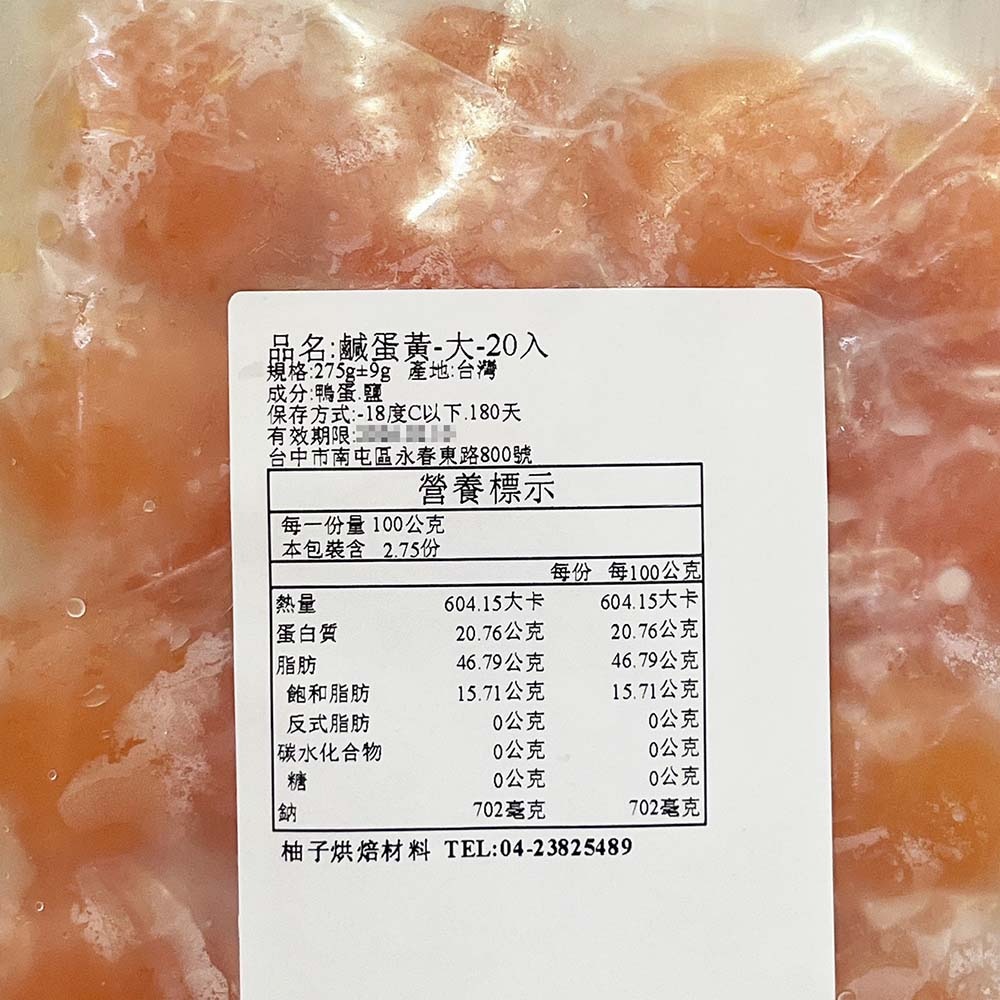 品名:鹹蛋黃-大-20入
規格:275g±9g 產地:台灣
成分:鴨蛋.鹽
保存方式:-18度C以下.180天
有效期限:
台中市南屯區永春東路800號
營養標示
每一份量 100公克
本包裝含 2.75份
每份 每100公克
熱量 604.15大卡 604.15大卡
蛋白質 20.76公克 20.76公克
脂肪 46.79公克 46.79公克
飽和脂肪 15.71公克 15.71公克
反式脂肪 0公克 0公克
碳水化合物 0公克 0公克
糖 0公克 0公克
鈉 702毫克 702毫克
柚子烘焙材料 TEL:04-23825489